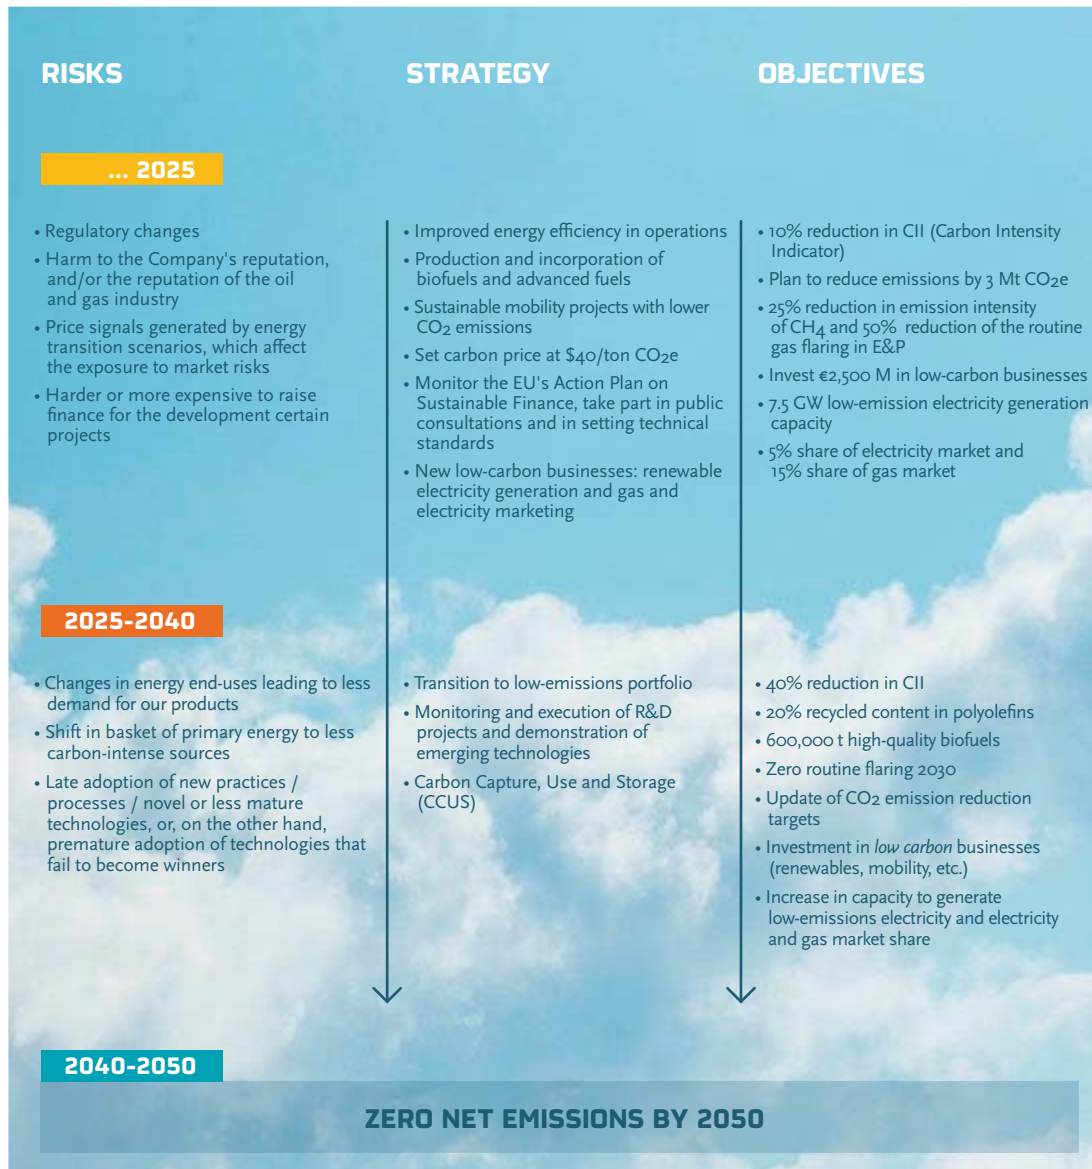 RISKS
STRATEGY
OBJECTIVES
... 2025
• Regulatory changes
• Harm to the Company's reputation,
and/or the reputation of the oil
and gas industry
• Price signals generated by energy
transition scenarios, which affect
the exposure to market risks
• Harder or more expensive to raise
finance for the development certain
projects
• Improved energy efficiency in operations
• Production and incorporation of
biofuels and advanced fuels
• Sustainable mobility projects with lower
CO2 emissions
• Set carbon price at $40/ton CO2e
• Monitor the EU's Action Plan on
Sustainable Finance, take part in public
consultations and in setting technical
standards
• New low-carbon businesses: renewable
electricity generation and gas and
electricity marketing
• 10% reduction in CII (Carbon Intensity
Indicator)
• Plan to reduce emissions by 3 Mt CO2e
• 25% reduction in emission intensity
of CH4 and 50% reduction of the routine
gas flaring in E&P
• Invest €2,500 M in low-carbon businesses
• 7.5 GW low-emission electricity generation
capacity
• 5% share of electricity market and
15% share of gas market
2025-2040
• Changes in energy end-uses leading to less
demand for our products
• Shift in basket of primary energy to less
carbon-intense sources
• Late adoption of new practices /
processes / novel or less mature
technologies, or, on the other hand,
premature adoption of technologies that
fail to become winners
• Transition to low-emissions portfolio
• Monitoring and execution of R&D
projects and demonstration of
emerging technologies
• Carbon Capture, Use and Storage
(CCUS)
• 40% reduction in CII
• 20% recycled content in polyolefins
• 600,000 t high-quality biofuels
• Zero routine flaring 2030
• Update of CO2 emission reduction
targets
• Investment in low carbon businesses
(renewables, mobility, etc.)
• Increase in capacity to generate
low-emissions electricity and electricity
and gas market share
2040-2050
ZERO NET EMISSIONS BY 2050